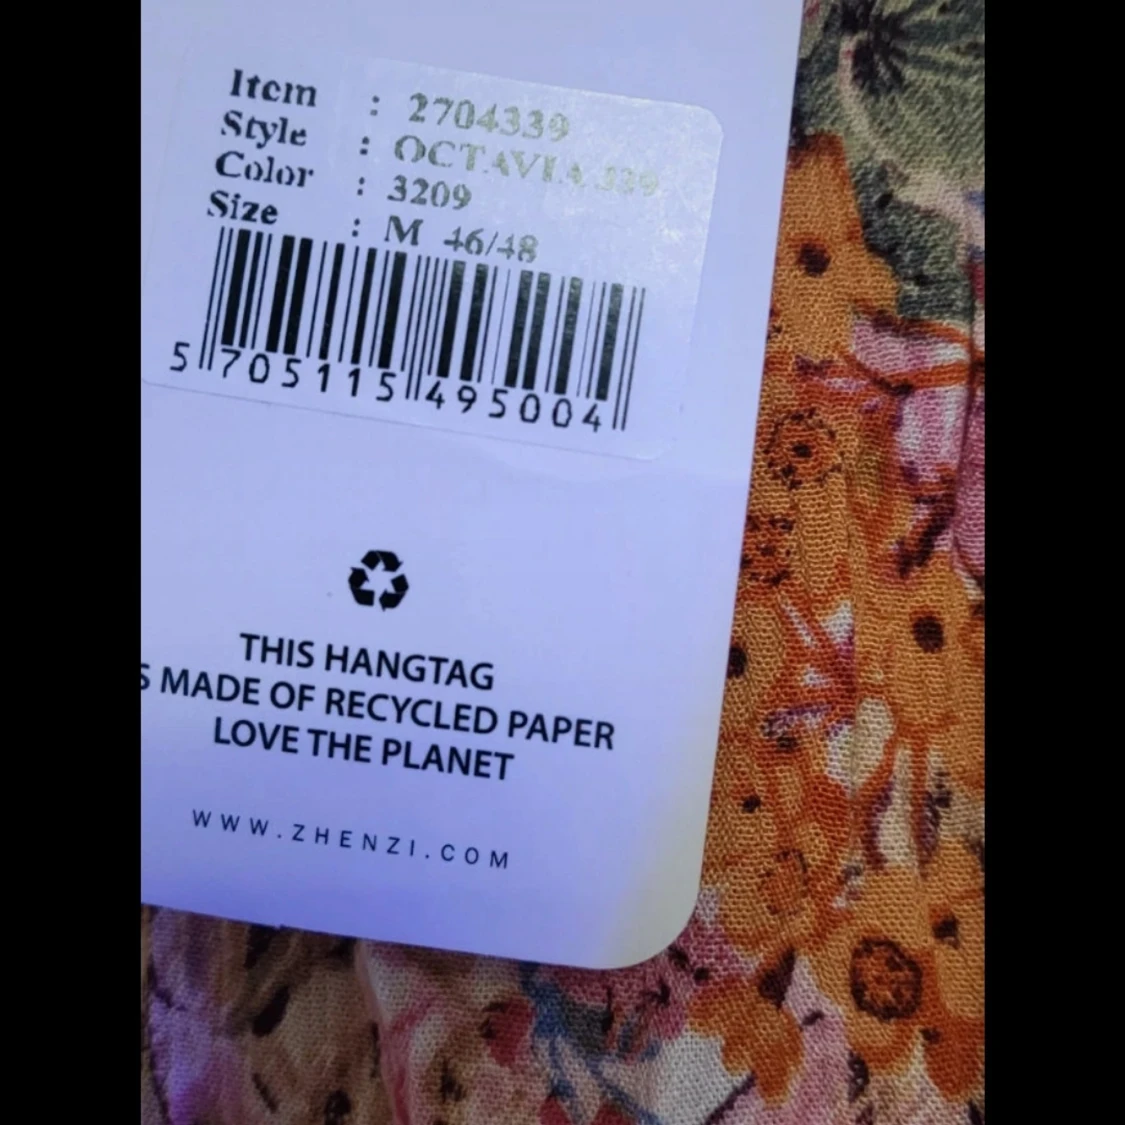 Item : 2704339
Style : OCTAVIA 339
Color : 3209
Size : M 46/48
5 705115 495004
THIS HANGTAG
S MADE OF RECYCLED PAPER
LOVE THE PLANET
WWW.ZHENZI.COM